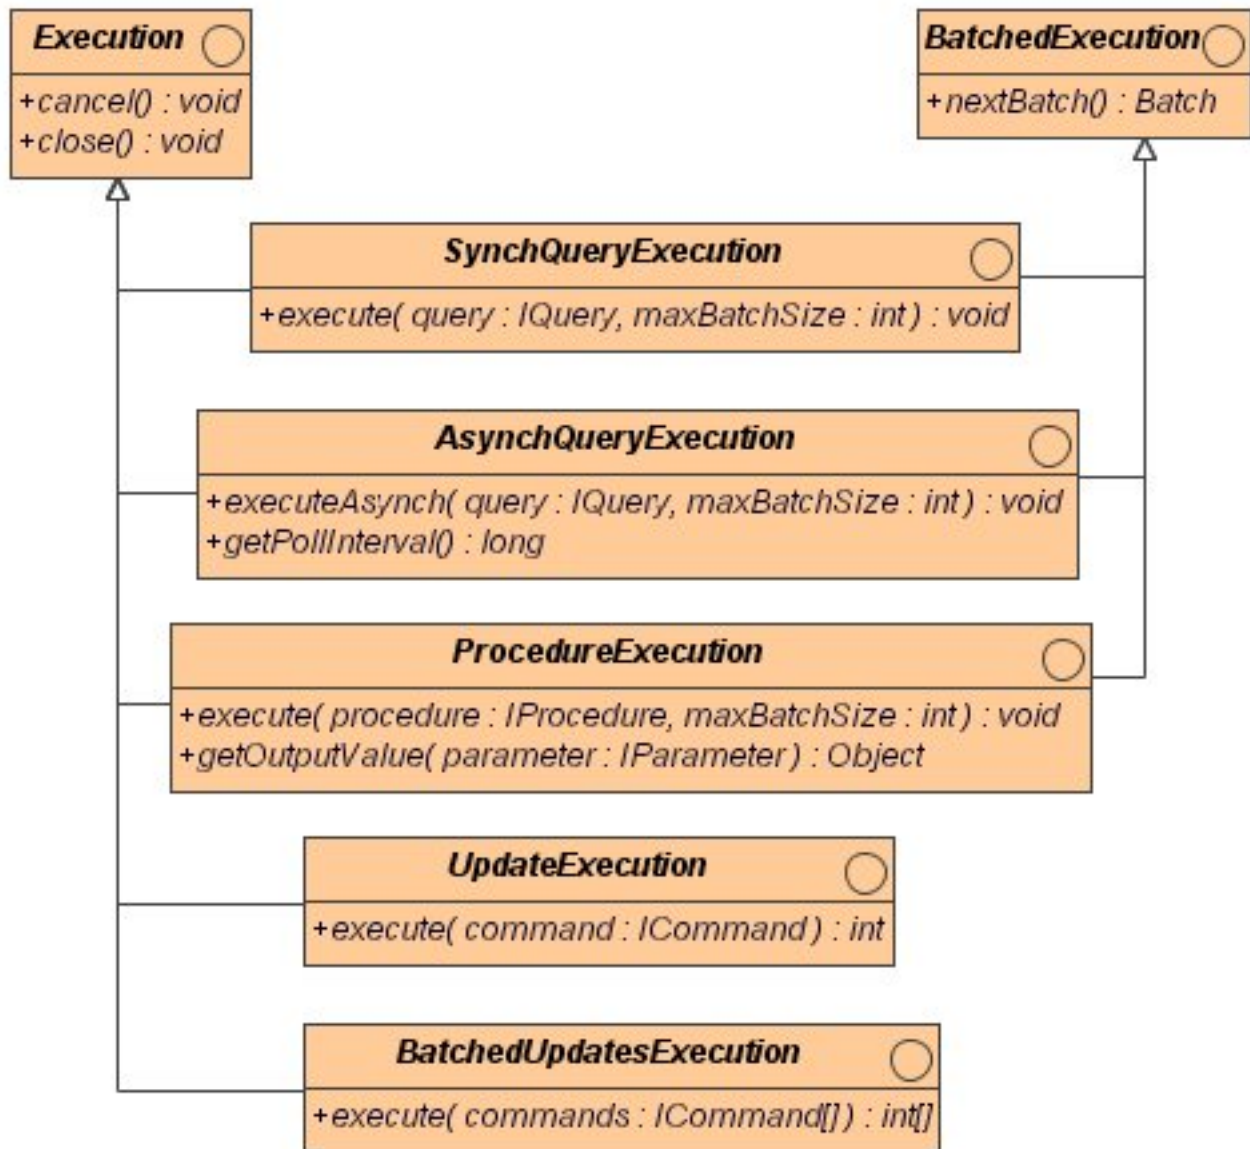 Execution
+cancel() : void
+close() : void
BatchedExecution
+nextBatch() : Batch
SynchQueryExecution
+execute( query : IQuery, maxBatchSize : int ) : void
AsynchQueryExecution
+executeAsynch( query : IQuery, maxBatchSize : int ) : void
+getPollInterval() : long
ProcedureExecution
+execute( procedure : IProcedure, maxBatchSize : int ) : void
+getOutputValue( parameter : IParameter ) : Object
UpdateExecution
+execute( command : ICommand ) : int
BatchedUpdatesExecution
+execute( commands : ICommand[] ) : int[]